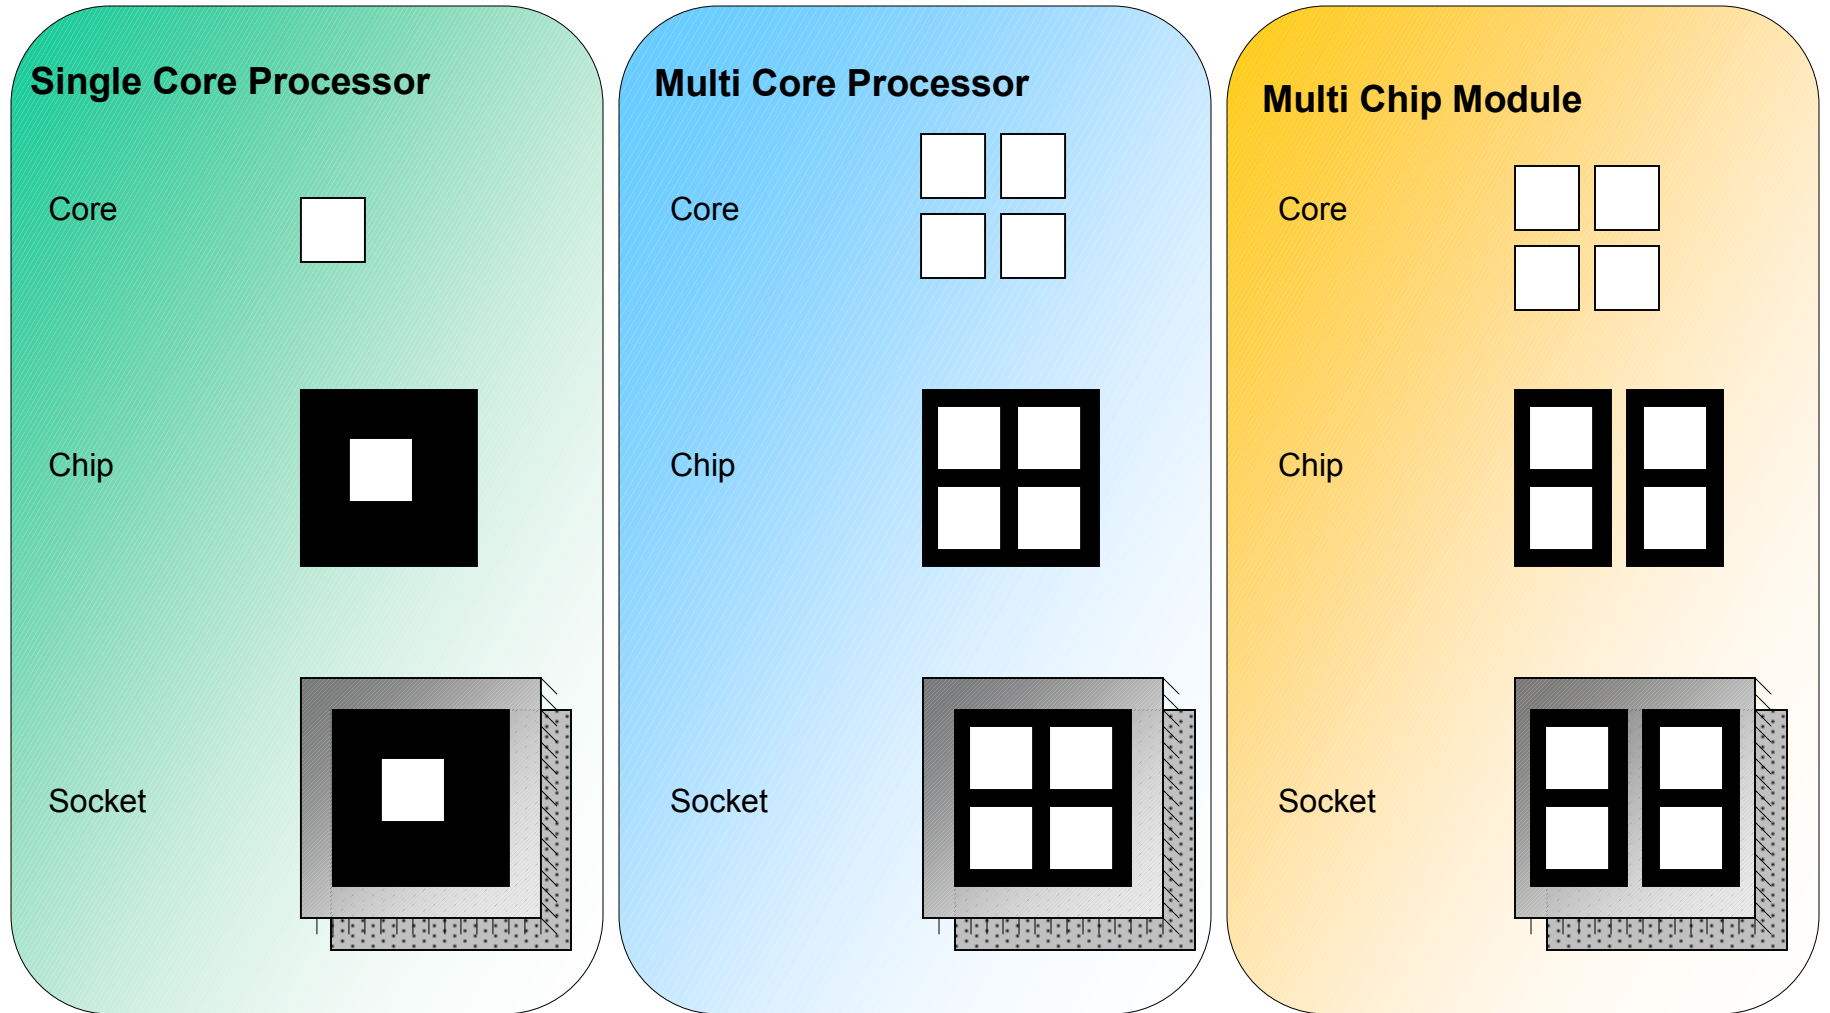 Single Core Processor
Core
Chip
Socket
Multi Core Processor
Core
Chip
Socket
Multi Chip Module
Core
Chip
Socket